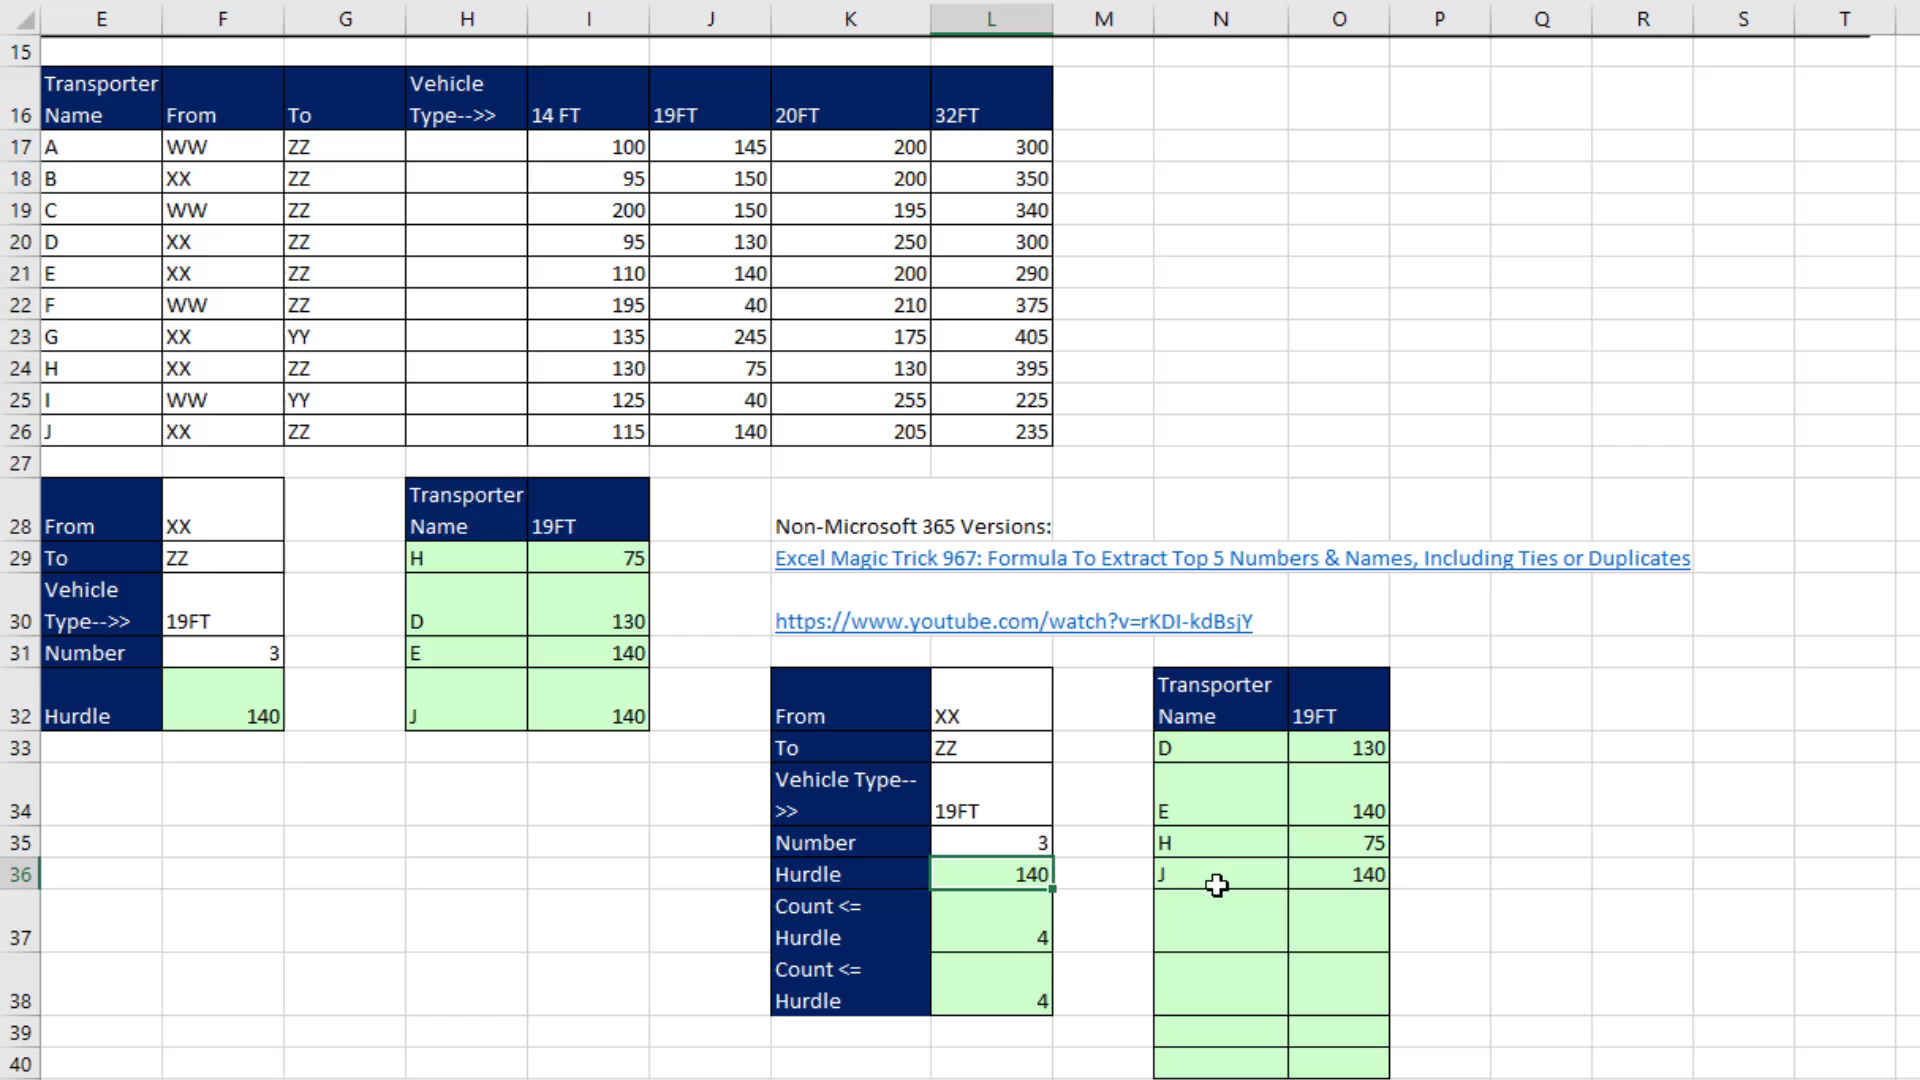 E F G H I J K L M N O P Q R S T
15
Transporter Vehicle
16 Name From To Type-->> 14 FT 19FT 20FT 32FT
17 A WW ZZ 100 145 200 300
18 B XX ZZ 95 150 200 350
19 C WW ZZ 200 150 195 340
20 D XX ZZ 95 130 250 300
21 E XX ZZ 110 140 200 290
22 F WW ZZ 195 40 210 375
23 G XX YY 135 245 175 405
24 H XX ZZ 130 75 130 395
25 I WW YY 125 40 255 225
26 J XX ZZ 115 140 205 235
27
Transporter
28 From XX Name 19FT Non-Microsoft 365 Versions:
29 To ZZ H 75 Excel Magic Trick 967: Formula To Extract Top 5 Numbers & Names, Including Ties or Duplicates
Vehicle
30 Type-->> 19FT D 130 https://www.youtube.com/watch?v=rKDI-kdBsjY
31 Number 3 E 140
Transporter
32 Hurdle 140 J 140 From XX Name 19FT
33 To ZZ D 130
Vehicle Type--
34 >> 19FT E 140
35 Number 3 H 75
36 Hurdle 140 J 140
Count <=
37 Hurdle 4
Count <=
38 Hurdle 4
39
40